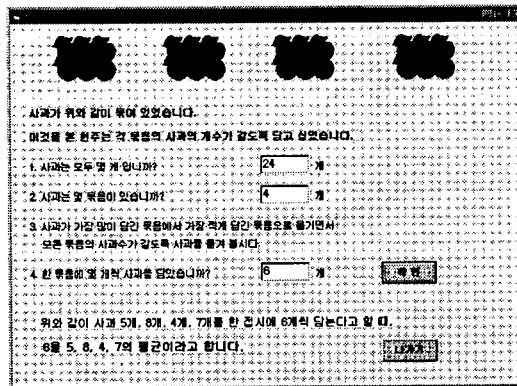 사과가 위와 같이 묶여 있었습니다.
이것을 본 현주는 각 묶음의 사과의 개수가 같도록 담고 싶었습니다.
1. 사과는 모두 몇 개 입니까? 24 개
2. 사과는 몇 묶음이 있습니까? 4 개
3. 사과가 가장 많이 담긴 묶음에서 가장 적게 담긴 묶음으로 옮기면서
모든 묶음의 사과수가 같도록 사과를 옮겨 봅시다.
4. 한 묶음에 몇 개씩 사과를 담았습니까? 6 개 확 인
위와 같이 사과 5개, 8개, 4개, 7개를 한 접시에 6개씩 담는다고 할 때,
6을 5, 8, 4, 7의 평균이라고 합니다. 나가기